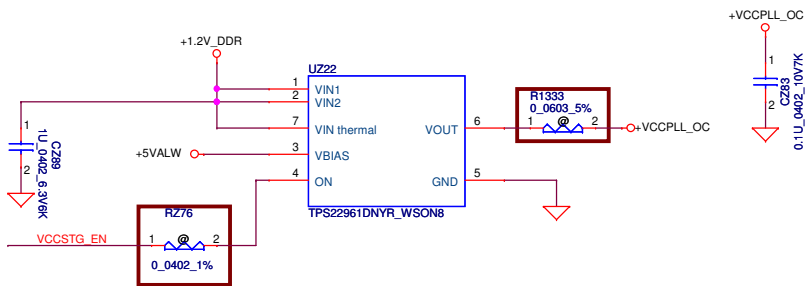 +VCCPLL_OC
1
2
CZ83
0.1U_0402_10V7K
+1.2V_DDR
UZ22
1 VIN1
2 VIN2
7 VIN thermal
VOUT 6
+5VALW
3 VBIAS
4 ON
GND 5
TPS22961DNYR_WSON8
R1333
0_0603_5%
1 @ 2
+VCCPLL_OC
1
2
CZ89
1U_0402_6.3V6K
RZ76
VCCSTG_EN
1 @ 2
0_0402_1%